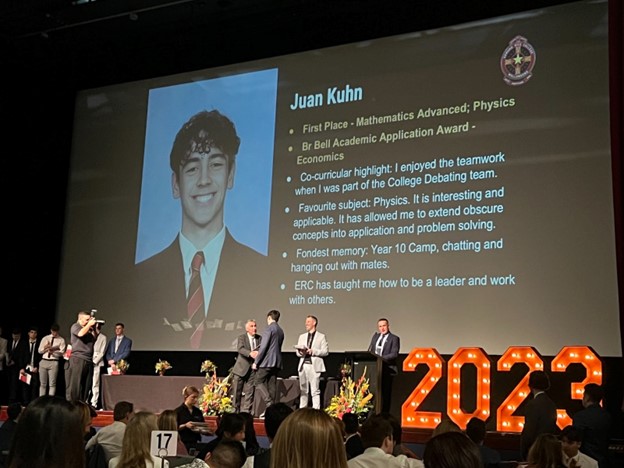 Juan Kuhn
• First Place - Mathematics Advanced; Physics
• Br Bell Academic Application Award -
Economics
• Co-curricular highlight: I enjoyed the teamwork
when I was part of the College Debating team.
• Favourite subject: Physics. It is interesting and
applicable. It has allowed me to extend obscure
concepts into application and problem solving.
• Fondest memory: Year 10 Camp, chatting and
hanging out with mates.
• ERC has taught me how to be a leader and work
with others.
2023
17